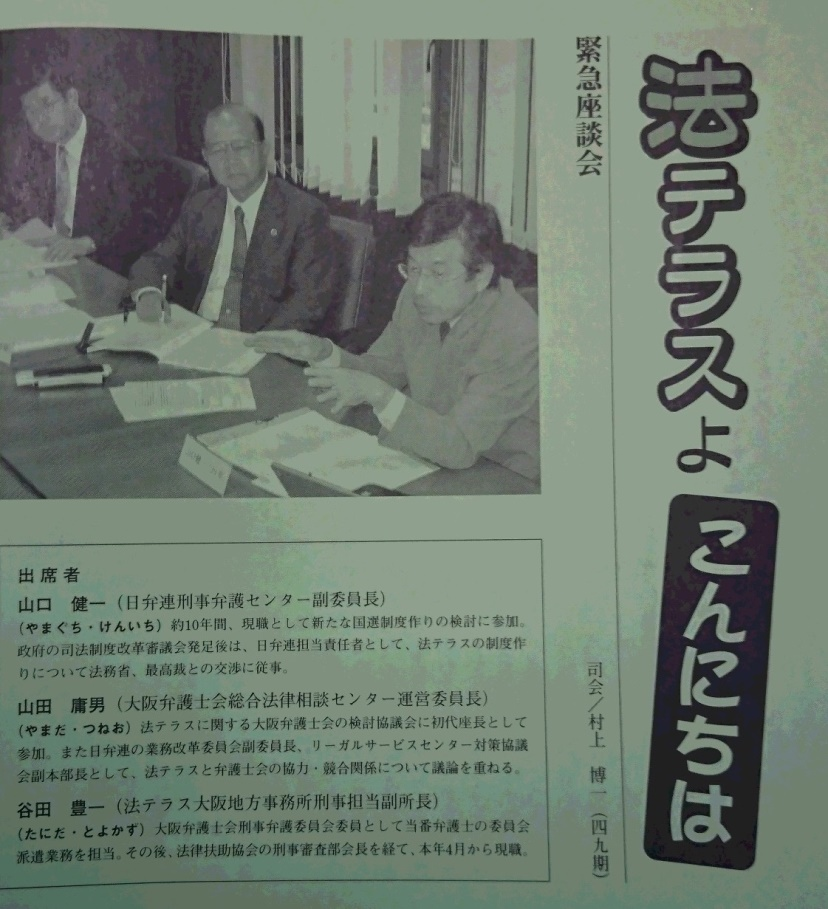 法テラスよ こんにちは
緊急座談会
司会／村上 博一（四九期）
出席者
山口 健一（日弁連刑事弁護センター副委員長）
（やまぐち・けんいち）約10年間、現職として新たな国選制度作りの検討に参加。
政府の司法制度改革審議会発足後は、日弁連担当責任者として、法テラスの制度作
りについて法務省、最高裁との交渉に従事。
山田 庸男（大阪弁護士会総合法律相談センター運営委員長）
（やまだ・つねお）法テラスに関する大阪弁護士会の検討協議会に初代座長として
参加。また日弁連の業務改革委員会副委員長、リーガルサービスセンター対策協議
会副本部長として、法テラスと弁護士会の協力・競合関係について議論を重ねる。
谷田 豊一（法テラス大阪地方事務所刑事担当副所長）
（たにだ・とよかず）大阪弁護士会刑事弁護委員会委員として当番弁護士の委員会
派遣業務を担当。その後、法律扶助協会の刑事審査部会長を経て、本年4月から現職。